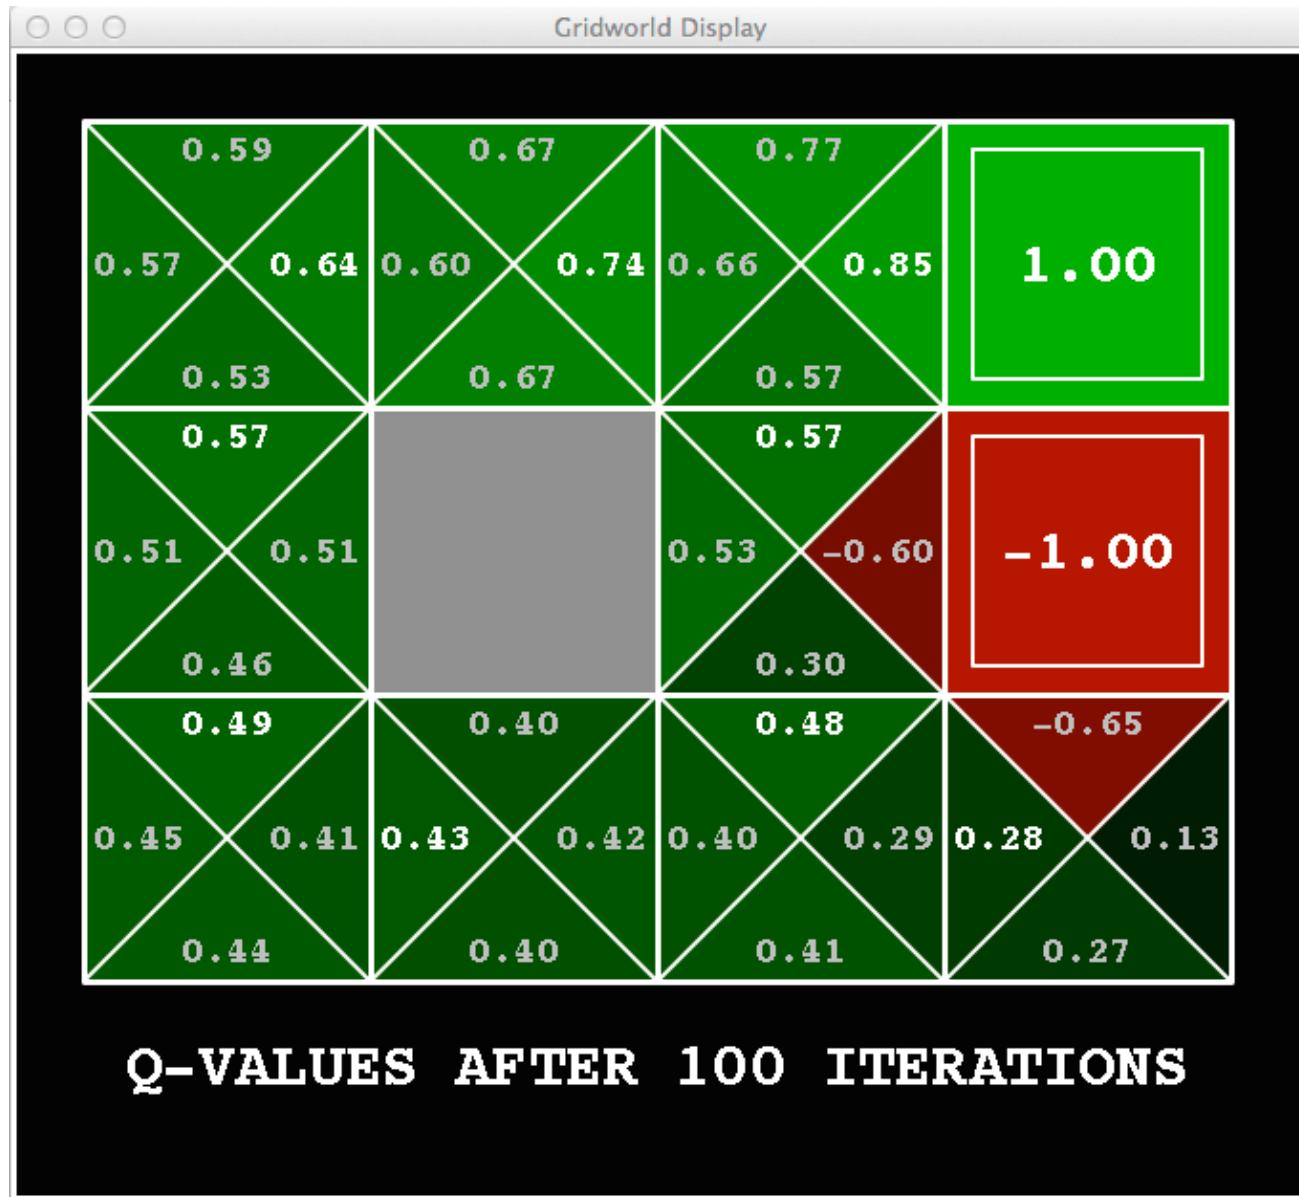 Gridworld Display
0.59 0.67 0.77
0.57 0.64 0.60 0.74 0.66 0.85 1.00
0.53 0.67 0.57
0.57 0.57
0.51 0.51 0.53 -0.60 -1.00
0.46 0.30
0.49 0.40 0.48 -0.65
0.45 0.41 0.43 0.42 0.40 0.29 0.28 0.13
0.44 0.40 0.41 0.27
Q-VALUES AFTER 100 ITERATIONS